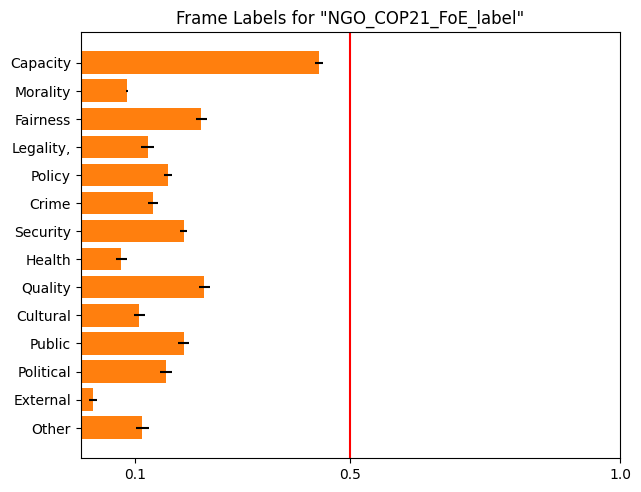 Frame Labels for "NGO_COP21_FoE_label"
Capacity
Morality
Fairness
Legality,
Policy
Crime
Security
Health
Quality
Cultural
Public
Political
External
Other
0.1 0.5 1.0